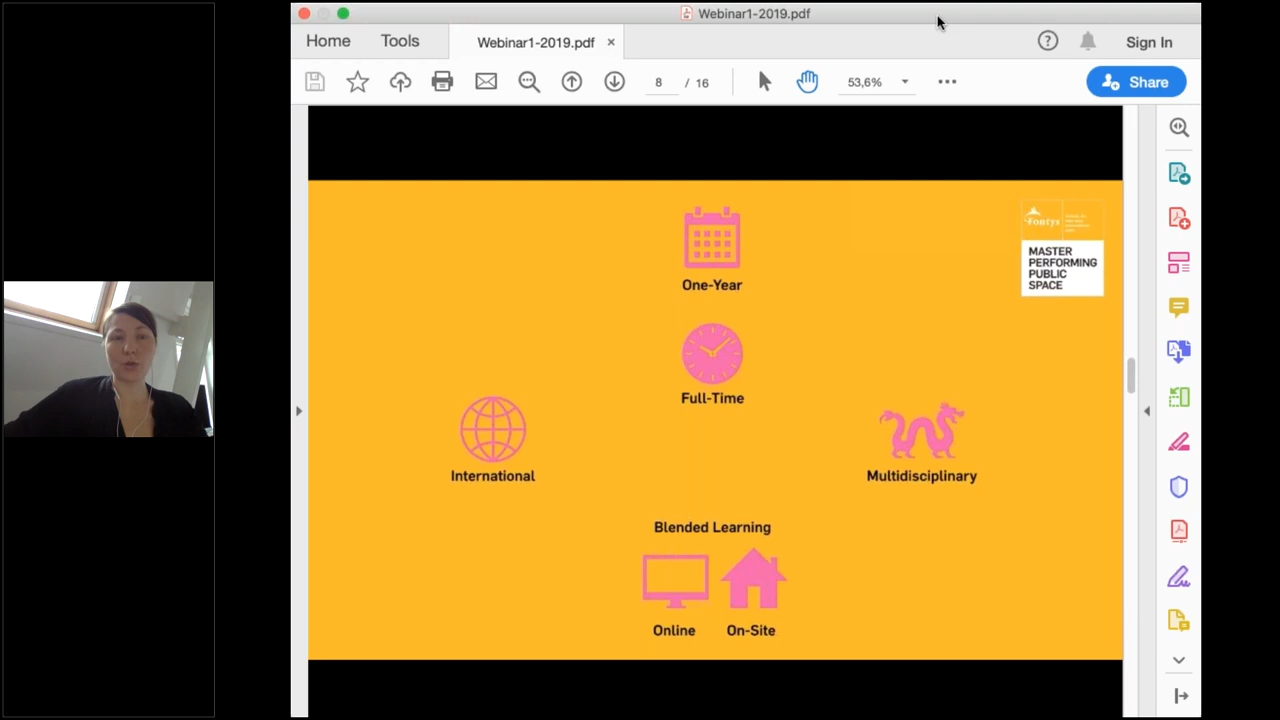 Webinar1-2019.pdf
Home
Tools
Webinar1-2019.pdf
Sign In
8 / 16
53,6%
Share
One-Year
Fontys
MASTER
PERFORMING
PUBLIC
SPACE
Full-Time
International
Multidisciplinary
Blended Learning
Online
On-Site